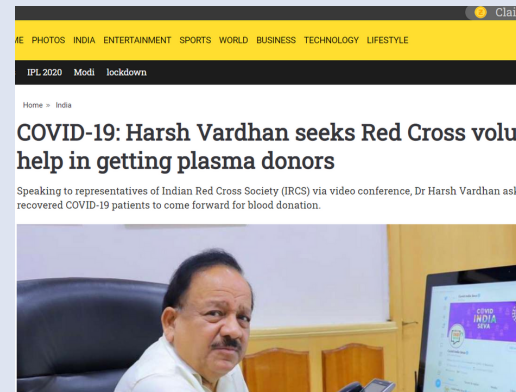 Clai
ME PHOTOS INDIA ENTERTAINMENT SPORTS WORLD BUSINESS TECHNOLOGY LIFESTYLE
IPL 2020 Modi lockdown
Home » India
COVID-19: Harsh Vardhan seeks Red Cross volu
help in getting plasma donors
Speaking to representatives of Indian Red Cross Society (IRCS) via video conference, Dr Harsh Vardhan ask
recovered COVID-19 patients to come forward for blood donation.
COVID
INDIA
SEVA